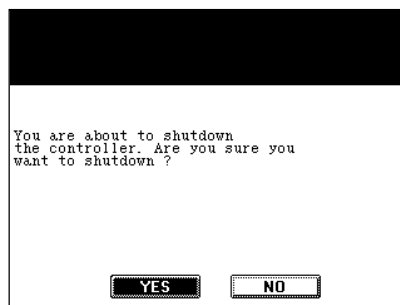 You are about to shutdown
the controller. Are you sure you
want to shutdown ?
YES NO